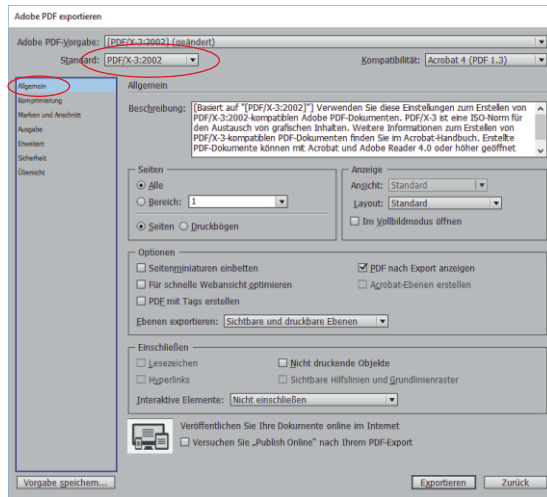 Adobe PDF exportieren
Adobe PDF-Vorgabe: [PDF/X-3:2002] (geändert)
Standard: PDF/X-3:2002 Kompatibilität: Acrobat 4 (PDF 1.3)
Allgemein
Komprimierung
Marken und Anschnitt
Ausgabe
Erweitert
Sicherheit
Übersicht
Allgemein
Beschreibung: [Basiert auf "[PDF/X-3:2002]"] Verwenden Sie diese Einstellungen zum Erstellen von
PDF/X-3:2002-kompatiblen Adobe PDF-Dokumenten. PDF/X-3 ist eine ISO-Norm für
den Austausch von grafischen Inhalten. Weitere Informationen zum Erstellen von
PDF/X-3-kompatiblen PDF-Dokumenten finden Sie im Acrobat-Handbuch. Erstellte
PDF-Dokumente können mit Acrobat und Adobe Reader 4.0 oder höher geöffnet
Seiten
Alle
Bereich: 1
Seiten Druckbögen
Anzeige
Ansicht: Standard
Layout: Standard
Im Vollbildmodus öffnen
Optionen
Seitenminiaturen einbetten PDF nach Export anzeigen
Für schnelle Webansicht optimieren Acrobat-Ebenen erstellen
PDF mit Tags erstellen
Ebenen exportieren: Sichtbare und druckbare Ebenen
Einschließen
Lesezeichen Nicht druckende Objekte
Hyperlinks Sichtbare Hilfslinien und Grundlinienraster
Interaktive Elemente: Nicht einschließen
Veröffentlichen Sie Ihre Dokumente online im Internet
Versuchen Sie „Publish Online" nach Ihrem PDF-Export
Vorgabe speichern... Exportieren Zurück